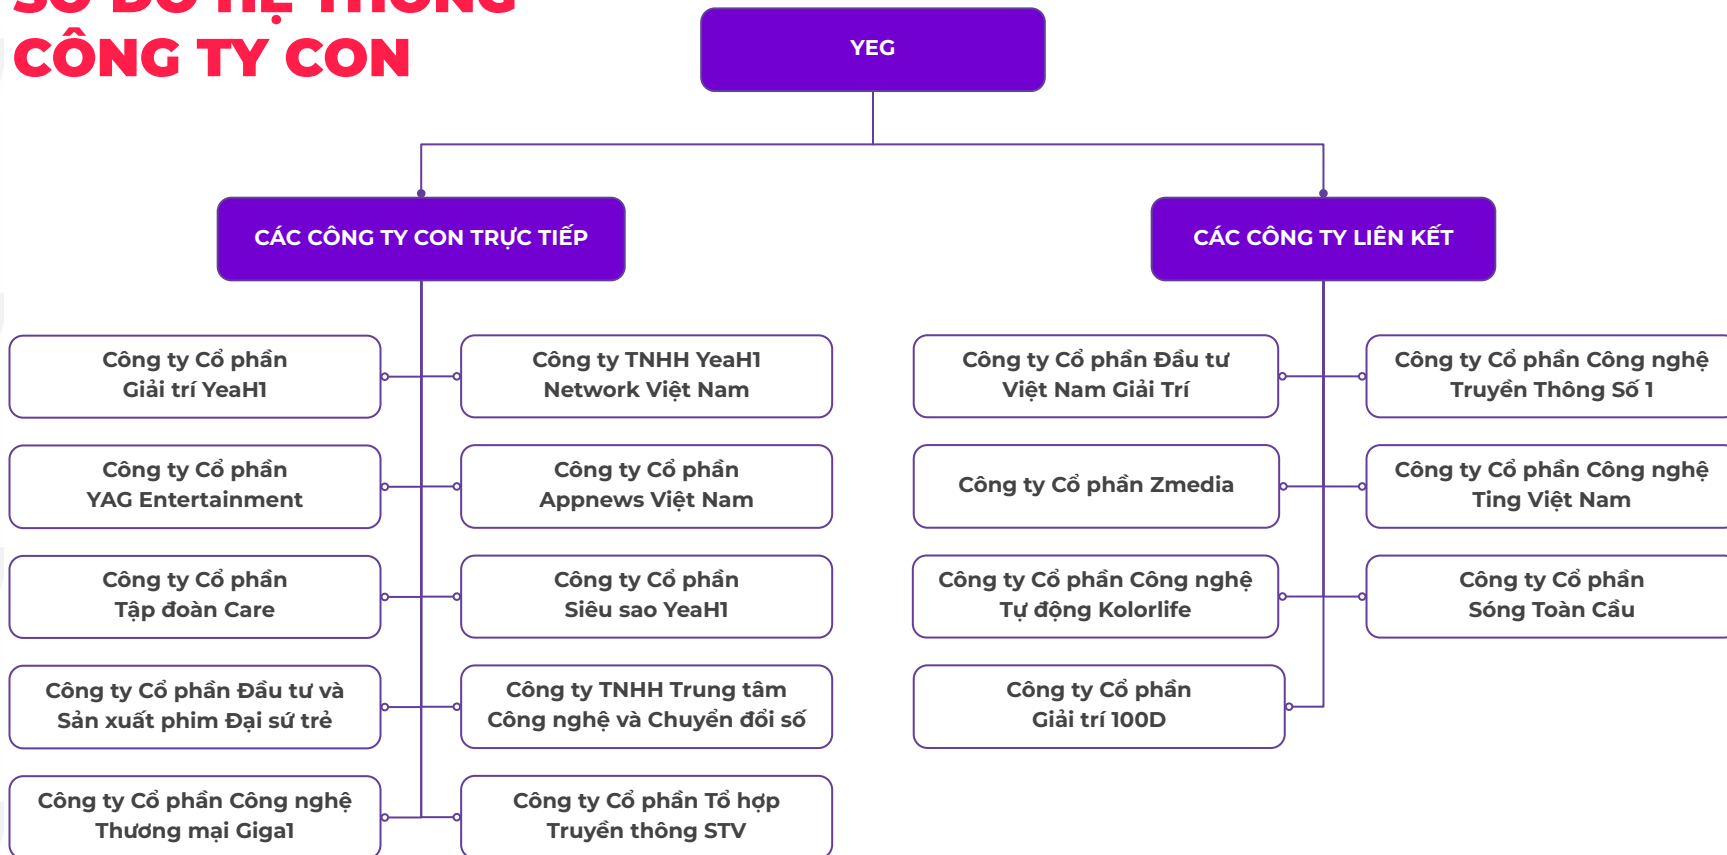 SƠ ĐỒ HỆ THỐNG
CÔNG TY CON
YEG
CÁC CÔNG TY CON TRỰC TIẾP
CÁC CÔNG TY LIÊN KẾT
Công ty Cổ phần
Giải trí YeaH1
Công ty TNHH YeaH1
Network Việt Nam
Công ty Cổ phần Đầu tư
Việt Nam Giải Trí
Công ty Cổ phần Công nghệ
Truyền Thông Số 1
Công ty Cổ phần
YAG Entertainment
Công ty Cổ phần
Appnews Việt Nam
Công ty Cổ phần Zmedia
Công ty Cổ phần Công nghệ
Ting Việt Nam
Công ty Cổ phần
Tập đoàn Care
Công ty Cổ phần
Siêu sao YeaH1
Công ty Cổ phần Công nghệ
Tự động Kolorlife
Công ty Cổ phần
Sóng Toàn Cầu
Công ty Cổ phần Đầu tư và
Sản xuất phim Đại sứ trẻ
Công ty TNHH Trung tâm
Công nghệ và Chuyển đổi số
Công ty Cổ phần
Giải trí 100D
Công ty Cổ phần Công nghệ
Thương mại Giga1
Công ty Cổ phần Tổ hợp
Truyền thông STV